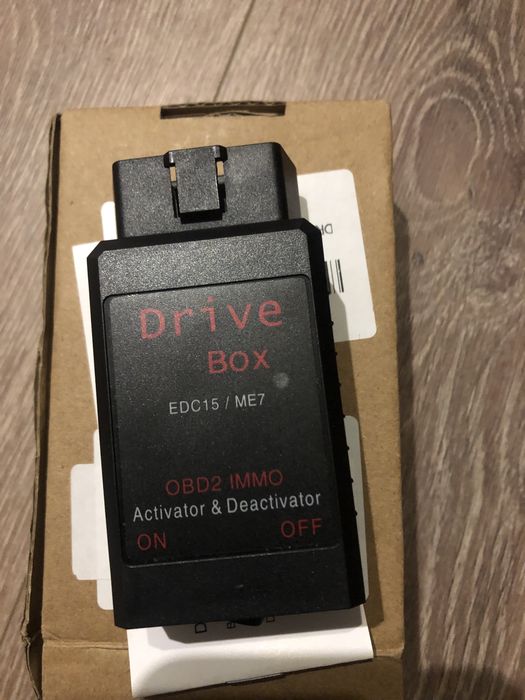 Drive
BOX
EDC15 / ME7
OBD2 IMMO
Activator & Deactivator
ON OFF